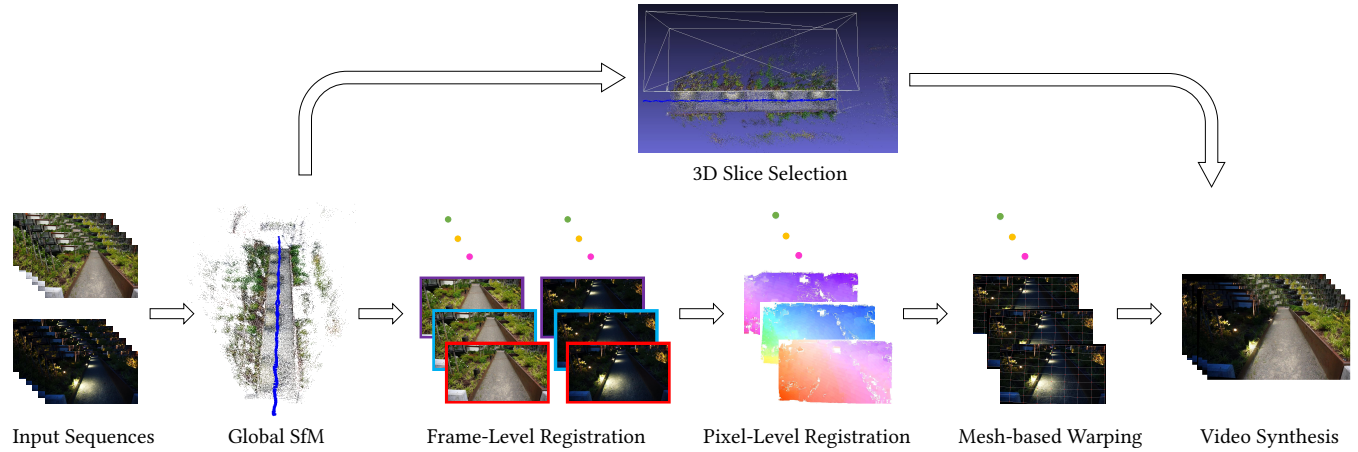 3D Slice Selection
Input Sequences
Global SfM
Frame-Level Registration
Pixel-Level Registration
Mesh-based Warping
Video Synthesis